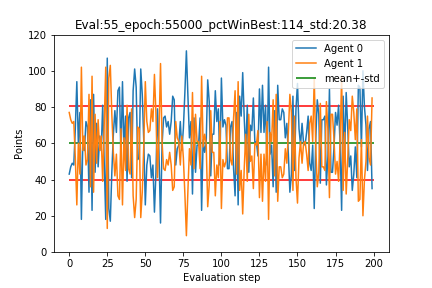 Eval:55_epoch:55000_pctWinBest:114_std:20.38
120
100
80
60
40
20
0
Points
Agent 0
Agent 1
mean+-std
0 25 50 75 100 125 150 175 200
Evaluation step